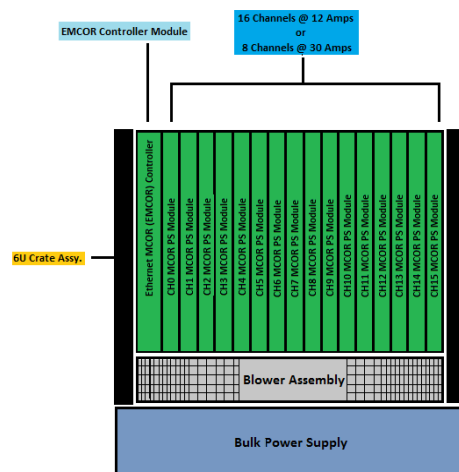 EMCOR Controller Module
16 Channels @ 12 Amps
or
8 Channels @ 30 Amps
6U Crate Assy.
Ethernet MCOR (EMCOR) Controller
CH0 MCOR PS Module
CH1 MCOR PS Module
CH2 MCOR PS Module
CH3 MCOR PS Module
CH4 MCOR PS Module
CH5 MCOR PS Module
CH6 MCOR PS Module
CH7 MCOR PS Module
CH8 MCOR PS Module
CH9 MCOR PS Module
CH10 MCOR PS Module
CH11 MCOR PS Module
CH12 MCOR PS Module
CH13 MCOR PS Module
CH14 MCOR PS Module
CH15 MCOR PS Module
Blower Assembly
Bulk Power Supply